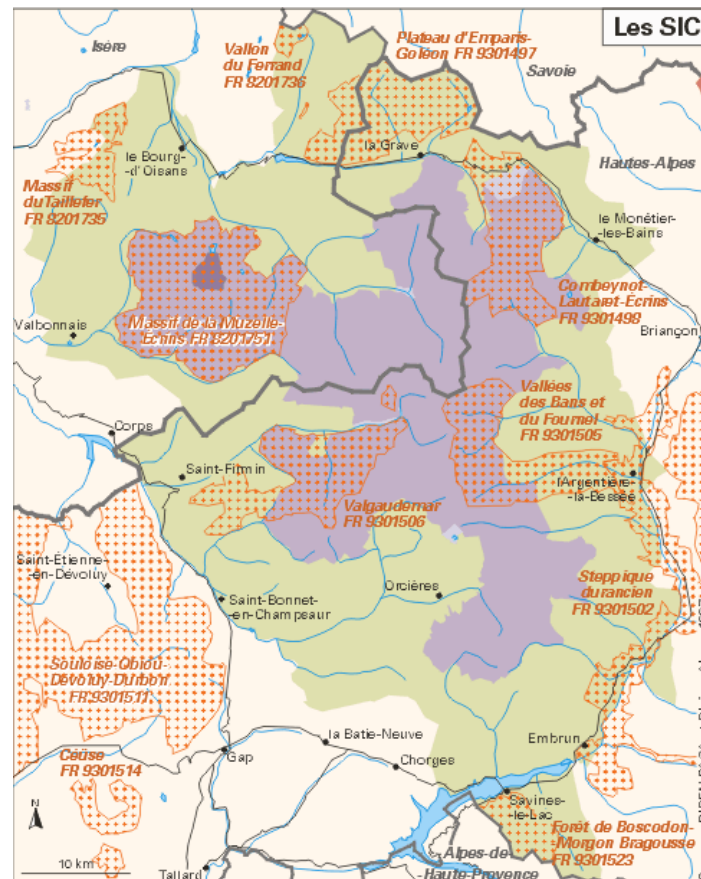 Les SIC
Isère
Vallon
du Ferrand
FR 8201736
Plateau d'Emparis-
Goléon FR 9301497
Savoie
Hautes-Alpes
le Bourg-
-d'Oisans
la Grave
Massif
du Taillefer
FR 8201735
le Monêtier-
-les-Bains
Combeynot-
Lautaret-Écrins
FR 9301498
Massif de la Muzelle-
Écrins FR 8201751
Valbonnais
Briançon
Vallées
des Bans et
du Fournel
FR 9301505
Corps
Saint-Firmin
l'Argentière-
-la-Bessée
Valgaudemar
FR 9301506
Saint-Étienne-
-en-Dévoluy
Saint-Bonnet-
-en-Champsaur
Orcières
Steppique
durancien
FR 9301502
Souloise-Obiou-
Dévoluy-Durbon
FR 9301511
la Batie-Neuve
Embrun
Gap
Chorges
Céüse
FR 9301514
Savines-
-le-Lac
Forêt de Boscodon-
-Morgon Bragousse
FR 9301523
N
10 km
Tallard
Alpes-de-
-Haute-Provence